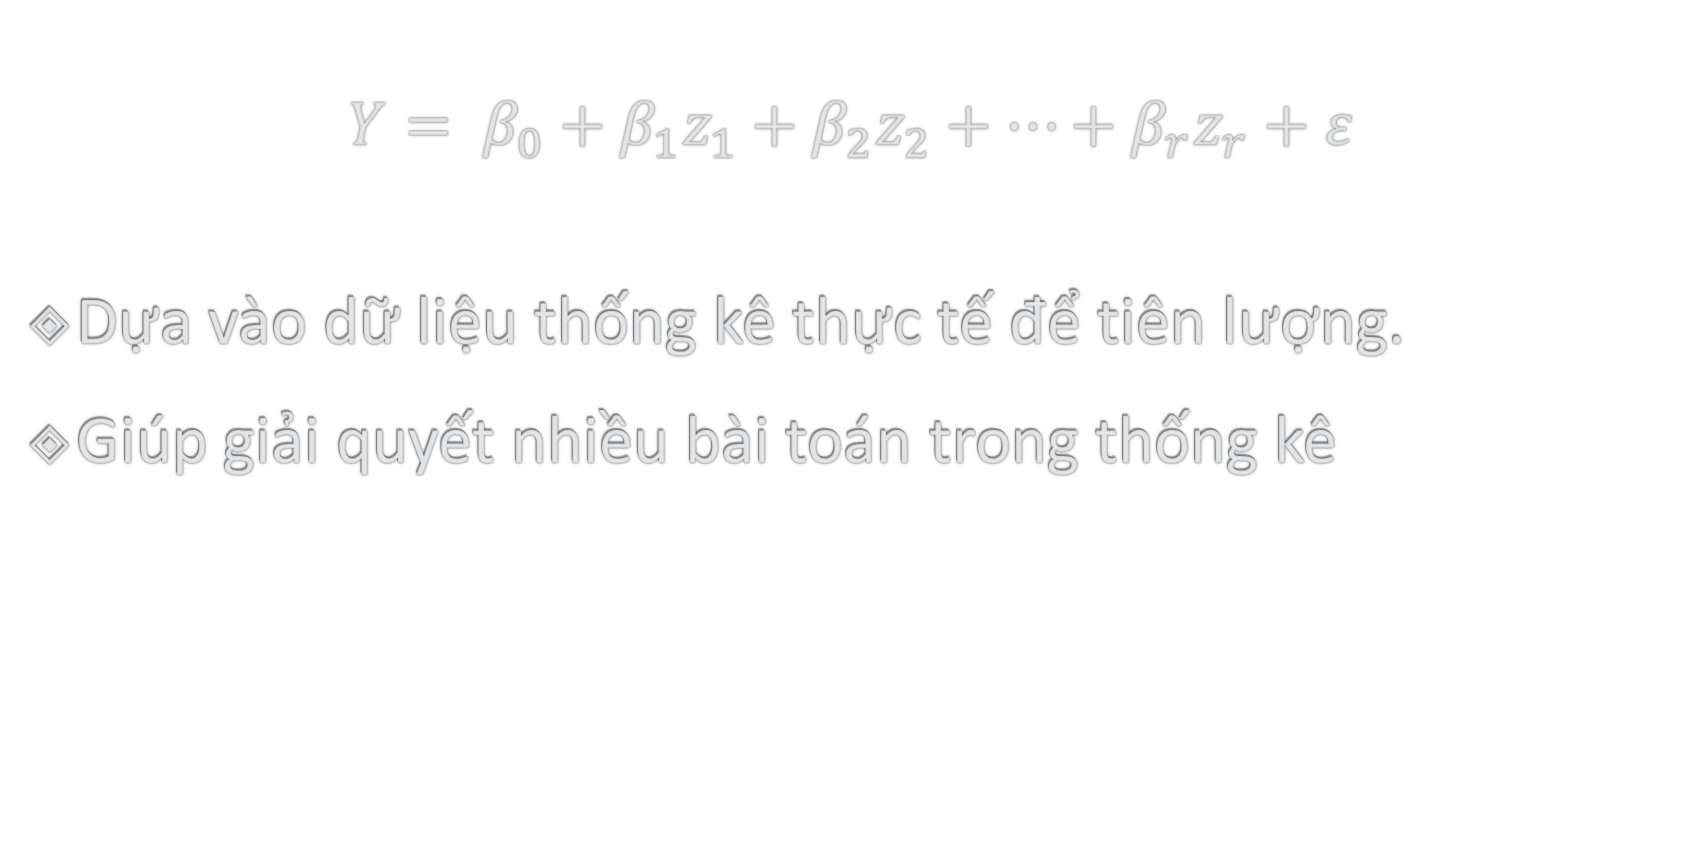 Y = β₀ + β₁z₁ + β₂z₂ + ⋯ + βᵣzᵣ + ε
❖ Dựa vào dữ liệu thống kê thực tế để tiên lượng.
❖ Giúp giải quyết nhiều bài toán trong thống kê